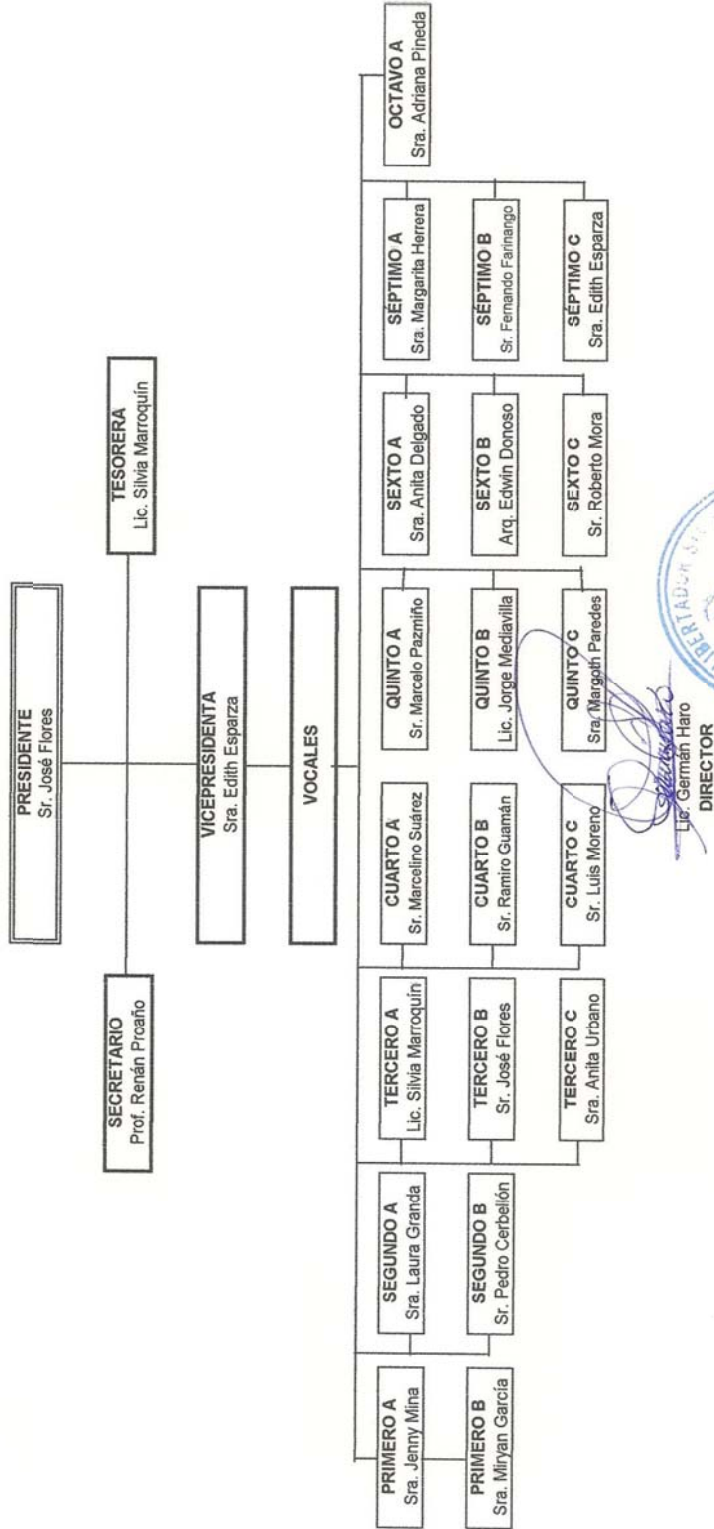 PRESIDENTE
Sr. José Flores
SECRETARIO
Prof. Renán Proaño
TESORERA
Lic. Silvia Marroquín
VICEPRESIDENTA
Sra. Edith Esparza
VOCALES
PRIMERO A
Sra. Jenny Mina
PRIMERO B
Sra. Miryan García
SEGUNDO A
Sra. Laura Granda
SEGUNDO B
Sr. Pedro Cerbelión
TERCERO A
Lic. Silvia Marroquín
TERCERO B
Sr. José Flores
TERCERO C
Sra. Anita Urbano
CUARTO A
Sr. Marcelino Suárez
CUARTO B
Sr. Ramiro Guamán
CUARTO C
Sr. Luis Moreno
QUINTO A
Sr. Marcelo Pazmiño
QUINTO B
Lic. Jorge Mediavilla
QUINTO C
Sra. Margoth Paredes
SEXTO A
Sra. Anita Delgado
SEXTO B
Arq. Edwin Donoso
SEXTO C
Sr. Roberto Mora
SÉPTIMO A
Sra. Margarita Herrera
SÉPTIMO B
Sr. Fernando Farinango
SÉPTIMO C
Sra. Edith Esparza
OCTAVO A
Sra. Adriana Pineda
Lic. Germán Haro
DIRECTOR
LIBERTADOR